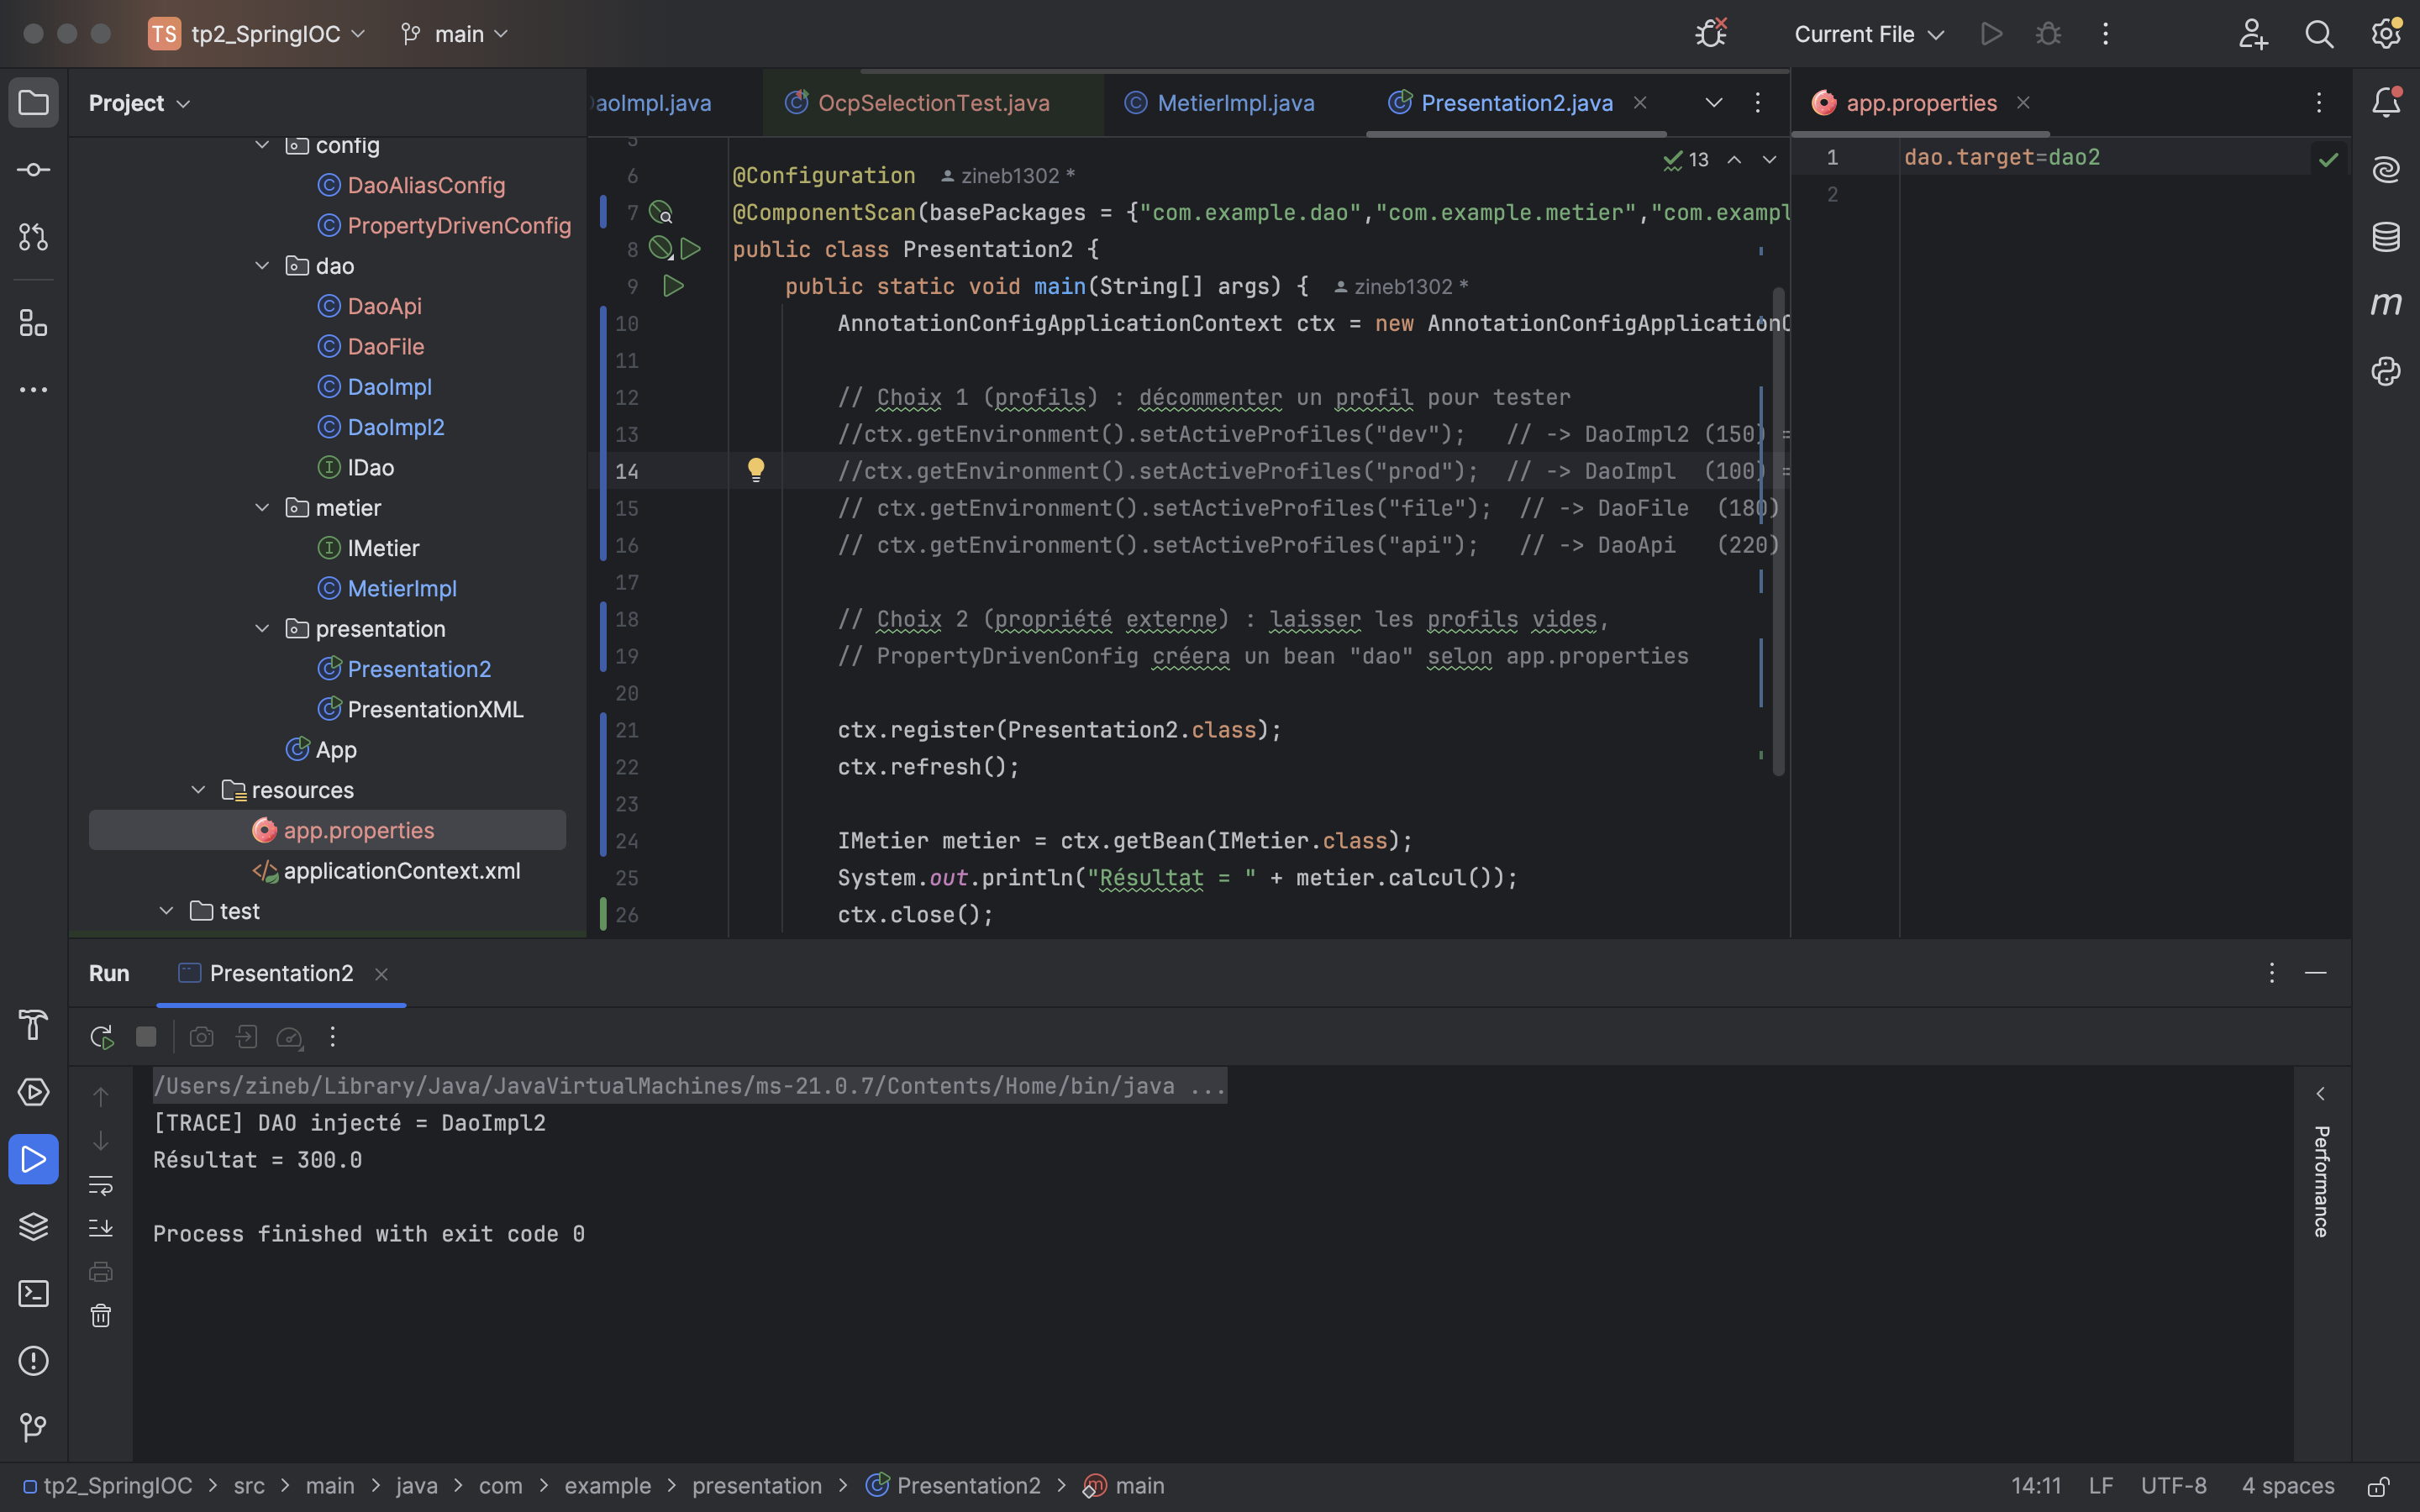 TS tp2_SpringIOC main Current File
Project
config
DaoAliasConfig
PropertyDrivenConfig
dao
DaoApi
DaoFile
DaoImpl
DaoImpl2
IDao
metier
IMetier
MetierImpl
presentation
Presentation2
PresentationXML
App
resources
app.properties
applicationContext.xml
test
aoImpl.java OcpSelectionTest.java MetierImpl.java Presentation2.java
13
5
6 @Configuration zineb1302 *
7 @ComponentScan(basePackages = {"com.example.dao","com.example.metier","com.exampl
8 public class Presentation2 {
9 public static void main(String[] args) { zineb1302 *
10 AnnotationConfigApplicationContext ctx = new AnnotationConfigApplicationC
11
12 // Choix 1 (profils) : décommenter un profil pour tester
13 //ctx.getEnvironment().setActiveProfiles("dev"); // -> DaoImpl2 (150) =
14 //ctx.getEnvironment().setActiveProfiles("prod"); // -> DaoImpl (100) =
15 // ctx.getEnvironment().setActiveProfiles("file"); // -> DaoFile (180)
16 // ctx.getEnvironment().setActiveProfiles("api"); // -> DaoApi (220)
17
18 // Choix 2 (propriété externe) : laisser les profils vides,
19 // PropertyDrivenConfig créera un bean "dao" selon app.properties
20
21 ctx.register(Presentation2.class);
22 ctx.refresh();
23
24 IMetier metier = ctx.getBean(IMetier.class);
25 System.out.println("Résultat = " + metier.calcul());
26 ctx.close();
app.properties
1 dao.target=dao2
2
m
Run Presentation2
/Users/zineb/Library/Java/JavaVirtualMachines/ms-21.0.7/Contents/Home/bin/java ...
[TRACE] DAO injecté = DaoImpl2
Résultat = 300.0
Process finished with exit code 0
Performance
tp2_SpringIOC > src > main > java > com > example > presentation > Presentation2 > m main
14:11 LF UTF-8 4 spaces